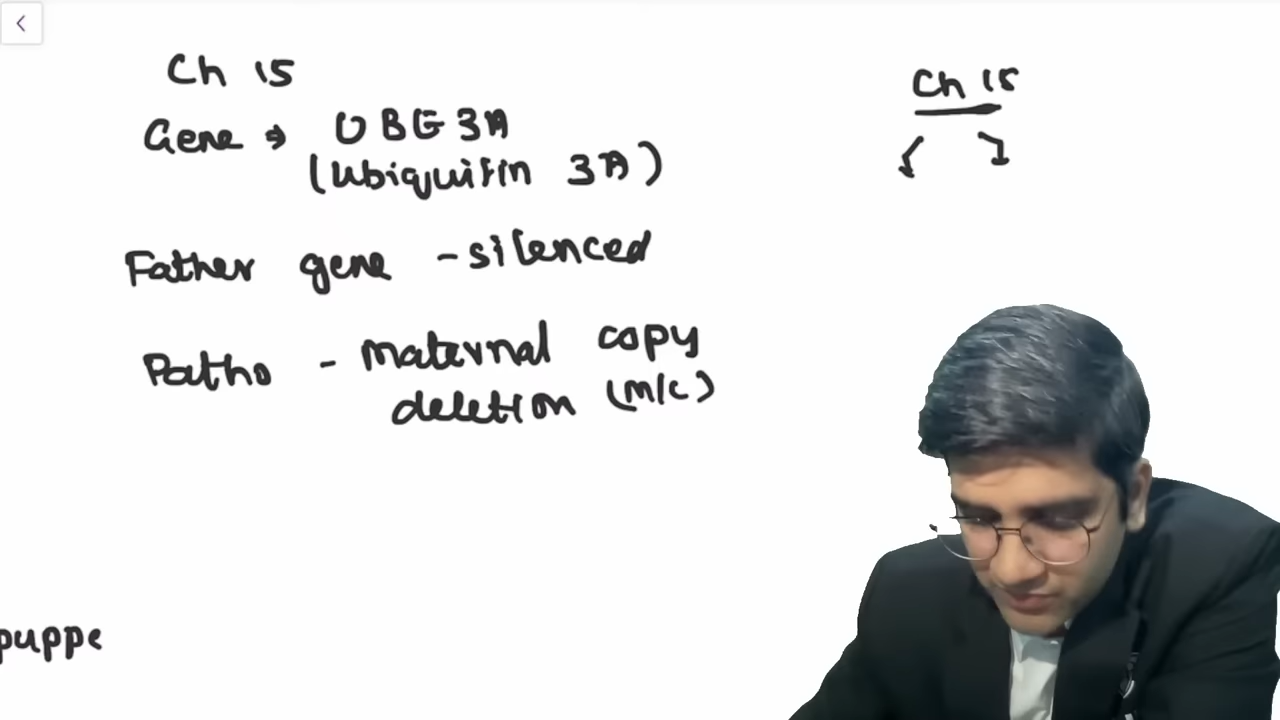 Ch 15
Gene ⇒ UBE3A
(Ubiquitin 3A)
Father gene - silenced
Patho - Maternal copy
deletion (M/C)
puppe
Ch 15